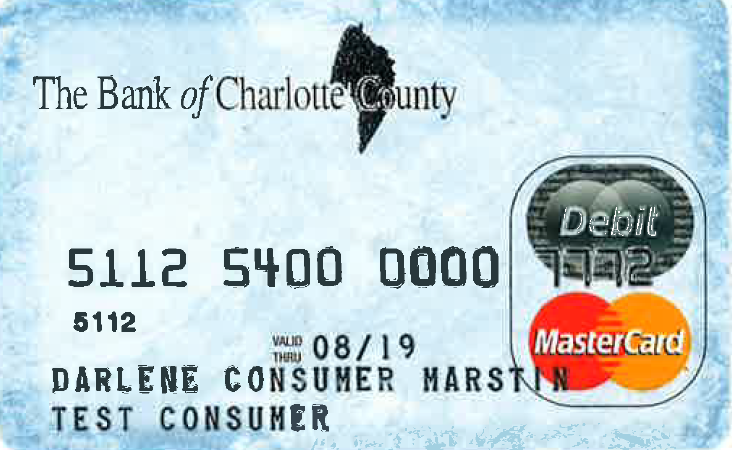 The Bank of Charlotte County
Debit
5112 5400 0000 7772
5112
VALID THRU 08/19
MasterCard
DARLENE CONSUMER MARSTIN
TEST CONSUMER